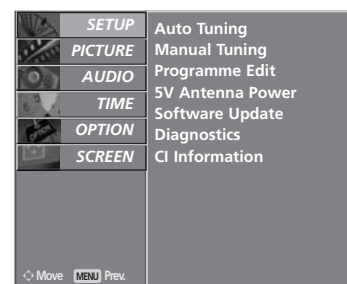 SETUP
PICTURE
AUDIO
TIME
OPTION
SCREEN
Auto Tuning
Manual Tuning
Programme Edit
5V Antenna Power
Software Update
Diagnostics
CI Information
Move MENU Prev.